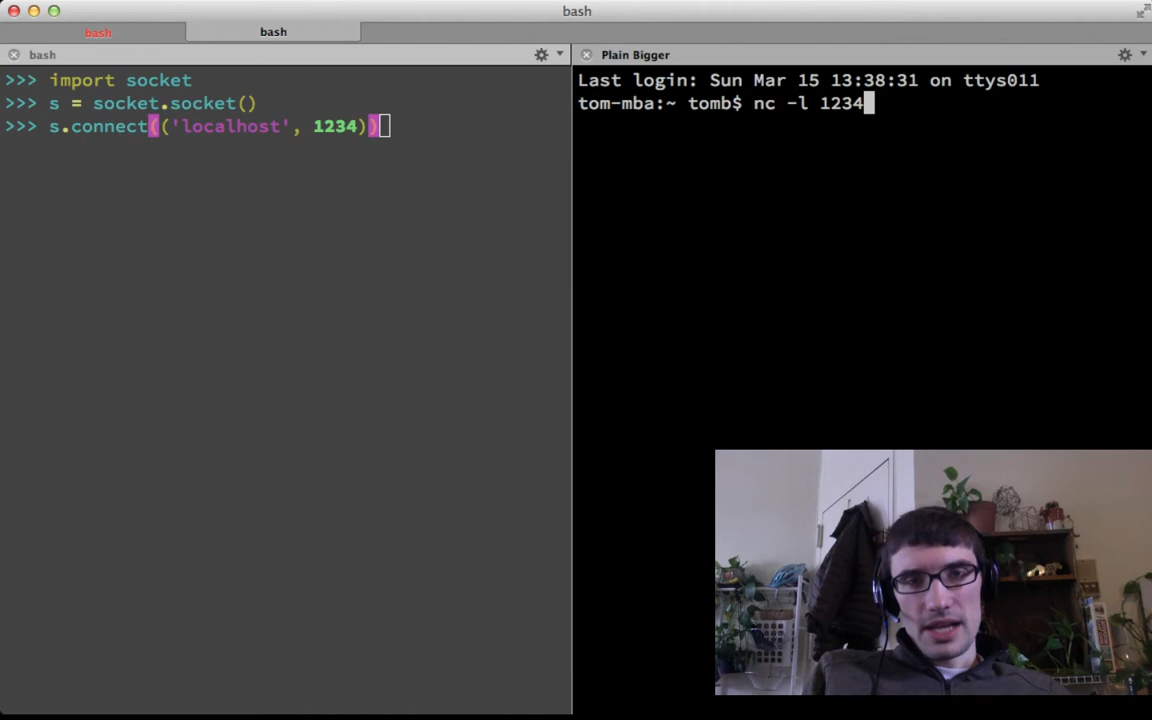 bash
bash
bash
bash
>>> import socket
>>> s = socket.socket()
>>> s.connect(('localhost', 1234))
Plain Bigger
Last login: Sun Mar 15 13:38:31 on ttys011
tom-mba:~ tomb$ nc -l 1234